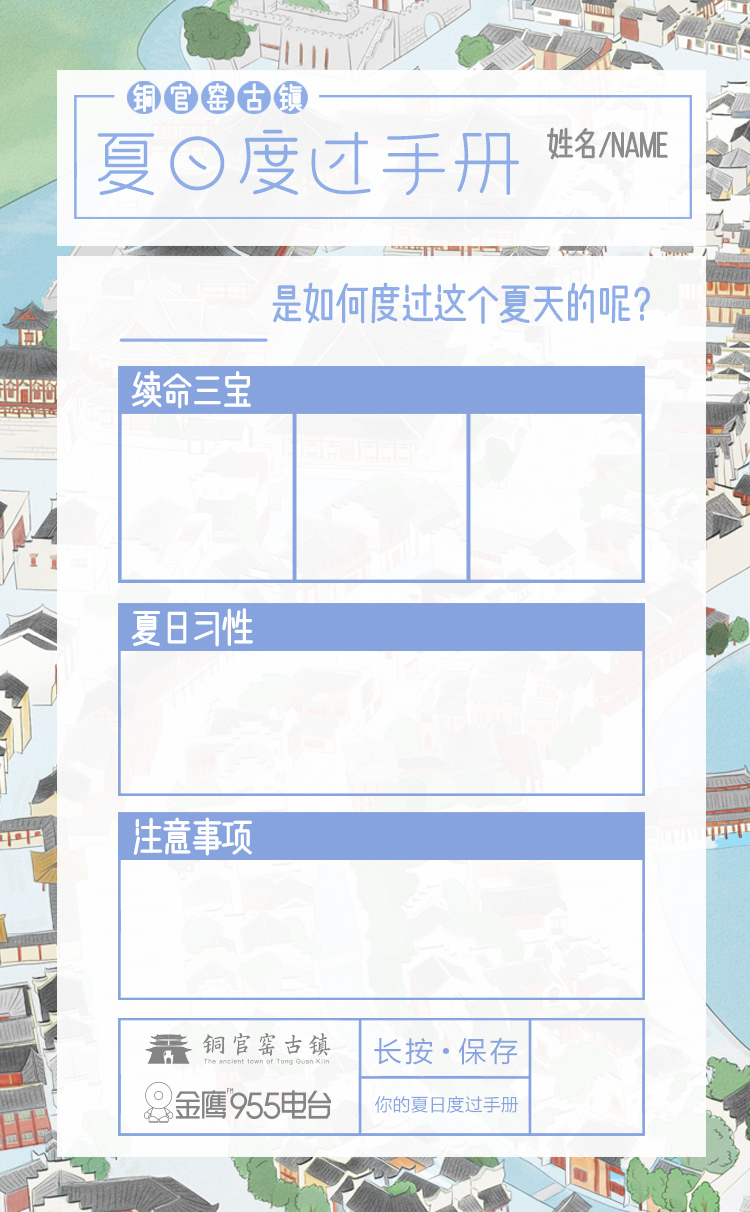 铜官窑古镇
夏日度过手册
姓名/NAME
是如何度过这个夏天的呢?
续命三宝
夏日习性
注意事项
铜官窑古镇
The ancient town of Tong Guan Kiln
金鹰FM955电台
长按·保存
你的夏日度过手册